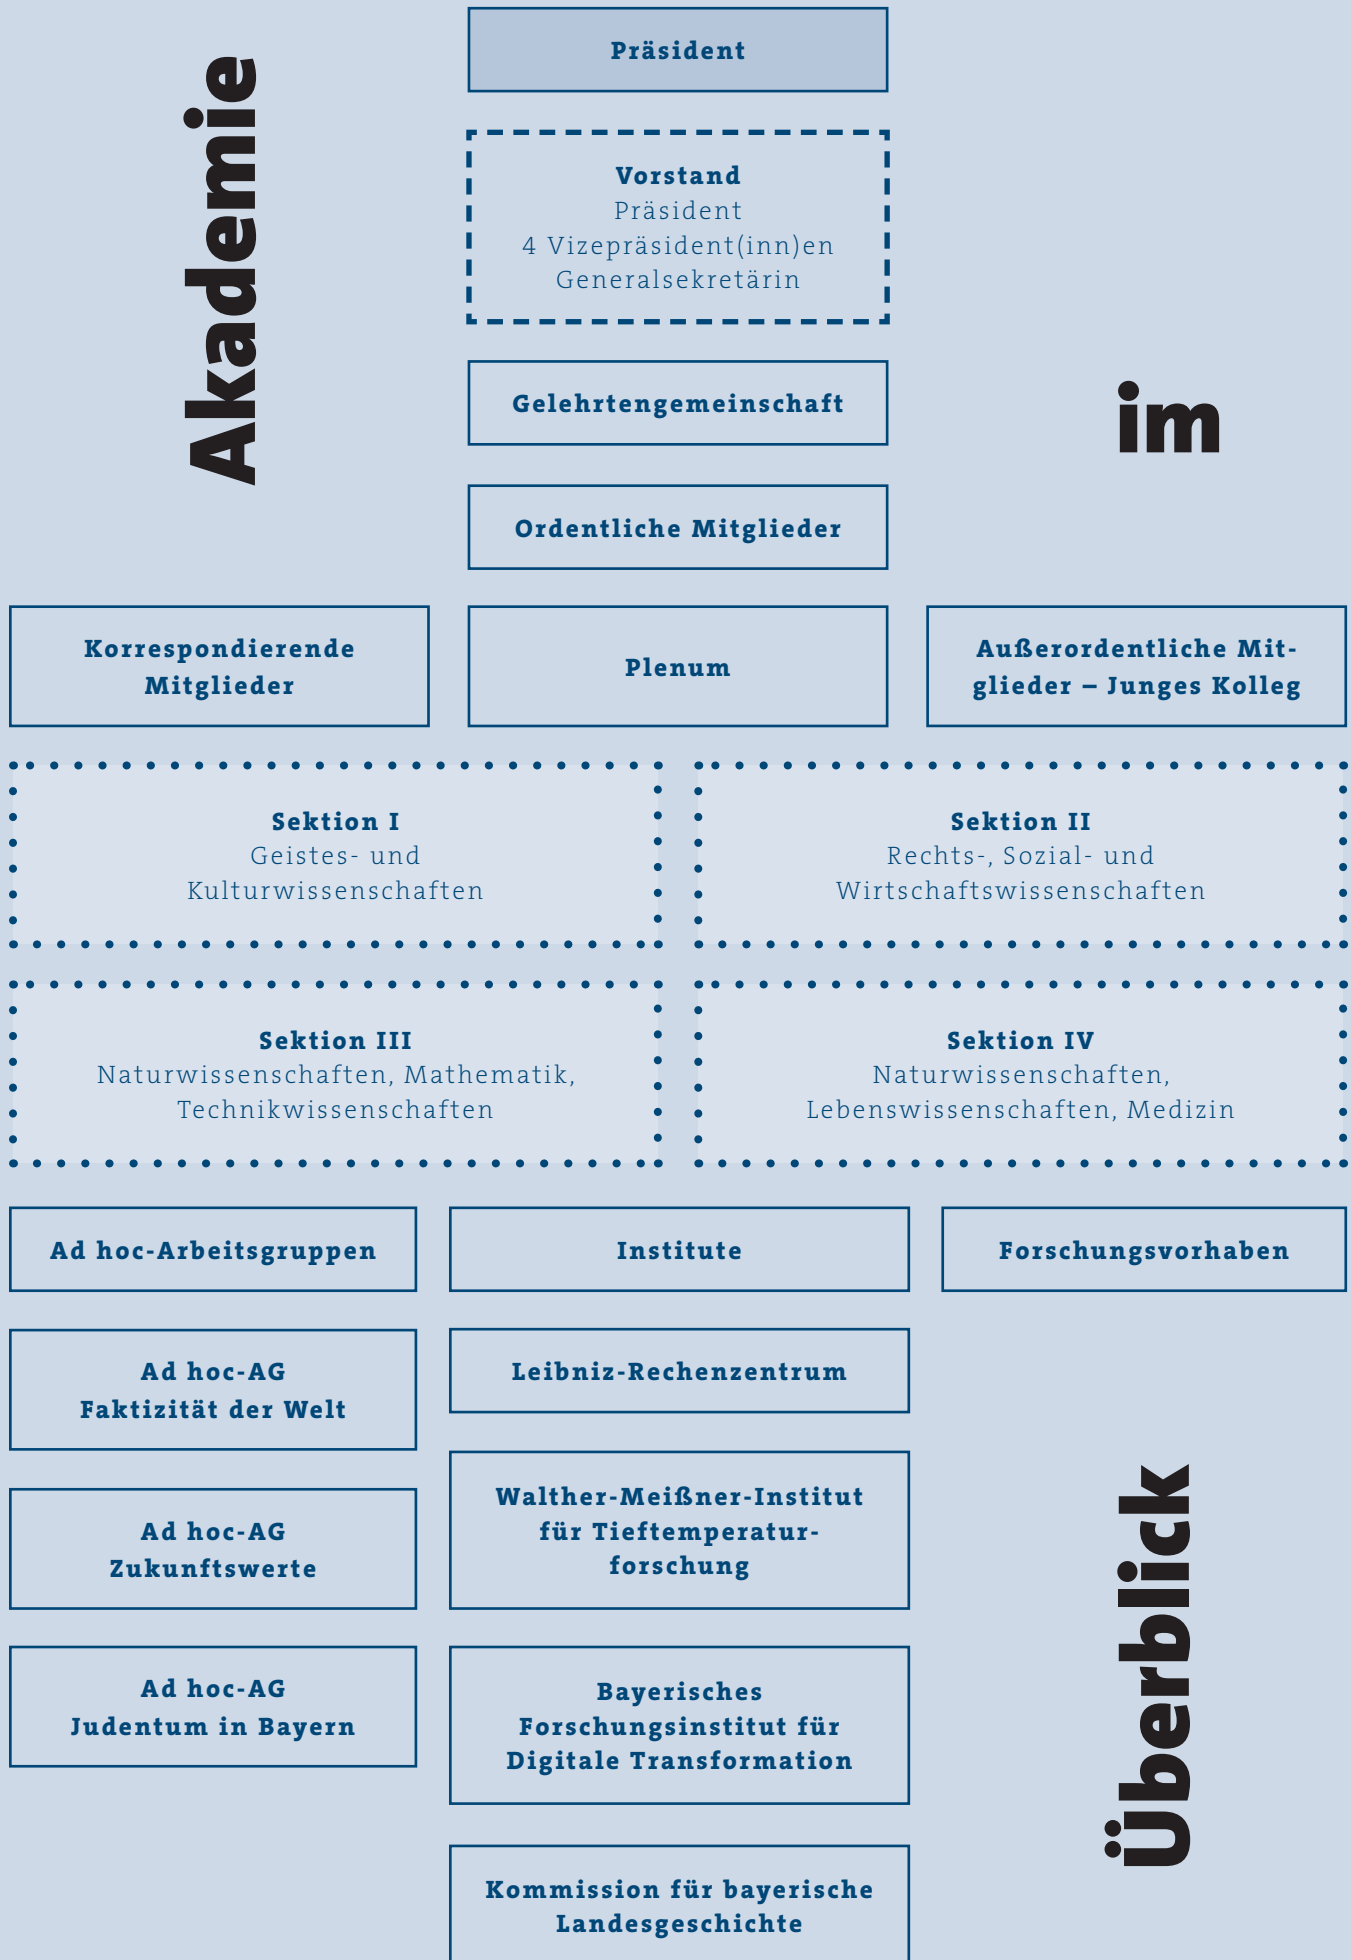 Akademie
im
Überblick
Präsident
Vorstand
Präsident
4 Vizepräsident(inn)en
Generalsekretärin
Gelehrtengemeinschaft
Ordentliche Mitglieder
Korrespondierende
Mitglieder
Plenum
Außerordentliche Mit-
glieder – Junges Kolleg
Sektion I
Geistes- und
Kulturwissenschaften
Sektion II
Rechts-, Sozial- und
Wirtschaftswissenschaften
Sektion III
Naturwissenschaften, Mathematik,
Technikwissenschaften
Sektion IV
Naturwissenschaften,
Lebenswissenschaften, Medizin
Ad hoc-Arbeitsgruppen
Ad hoc-AG
Faktizität der Welt
Ad hoc-AG
Zukunftswerte
Ad hoc-AG
Judentum in Bayern
Institute
Leibniz-Rechenzentrum
Walther-Meißner-Institut
für Tieftemperatur-
forschung
Bayerisches
Forschungsinstitut für
Digitale Transformation
Kommission für bayerische
Landesgeschichte
Forschungsvorhaben